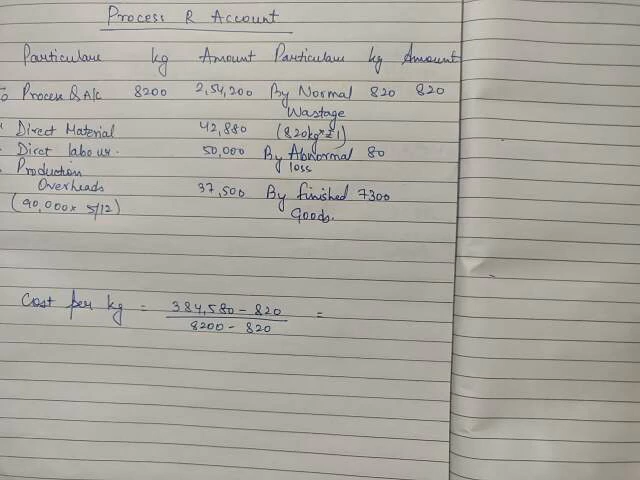 Process R Account
Particulars kg Amount Particulars kg Amount
To Process Q A/c 8200 2,54,200 By Normal 820 820
Wastage
" Direct Material 42,880 (820kg × ₹1)
Direct labour. 50,000 By Abnormal 80
Production loss
Overheads 37,500 By finished 7300
(90,000 x 5/12) Goods.
Cost per kg = 384,580 - 820 =
8200 - 820